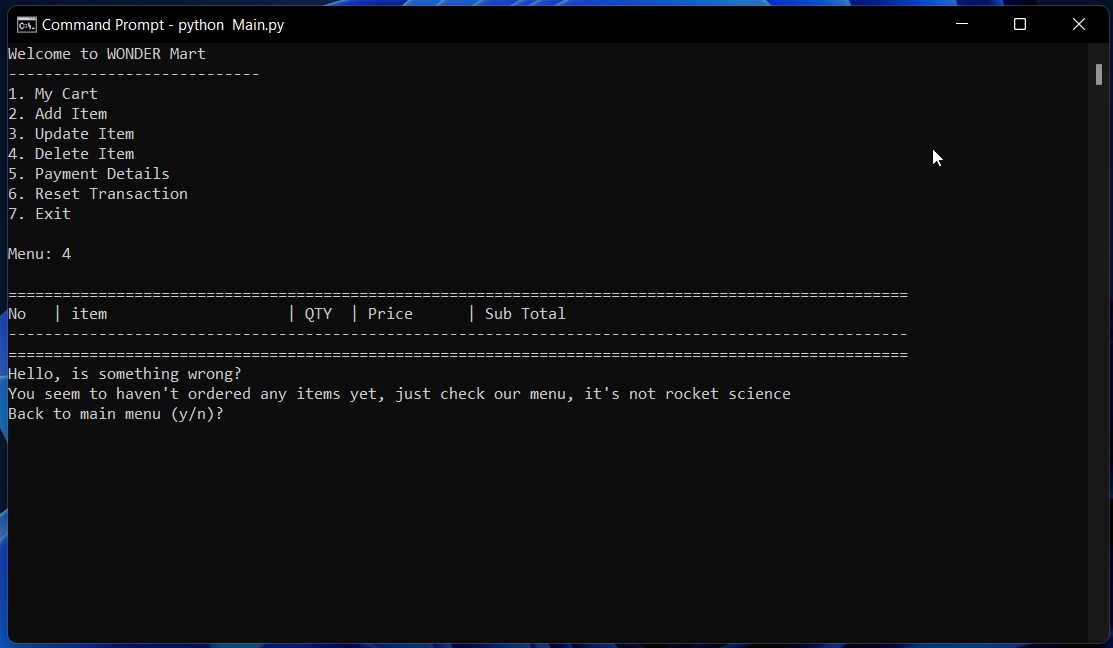 Command Prompt - python  Main.py
Welcome to WONDER Mart
----------------------------
1. My Cart
2. Add Item
3. Update Item
4. Delete Item
5. Payment Details
6. Reset Transaction
7. Exit
Menu: 4
====================================================================================================
No   | item                    | QTY  | Price      | Sub Total
----------------------------------------------------------------------------------------------------
====================================================================================================
Hello, is something wrong?
You seem to haven't ordered any items yet, just check our menu, it's not rocket science
Back to main menu (y/n)?